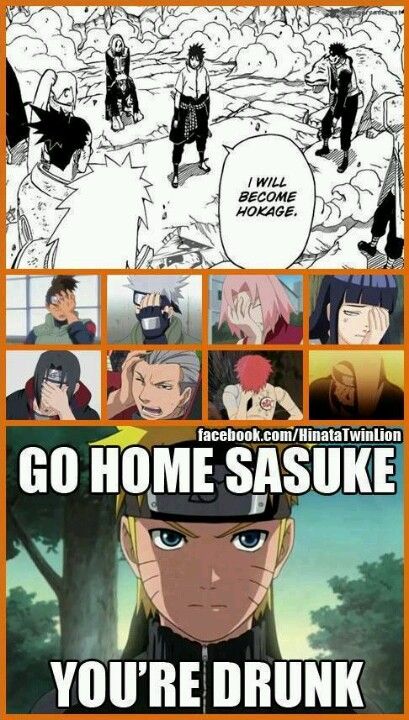 I WILL
BECOME
HOKAGE.
facebook.com/HinataTwinLion
GO HOME SASUKE
YOU'RE DRUNK